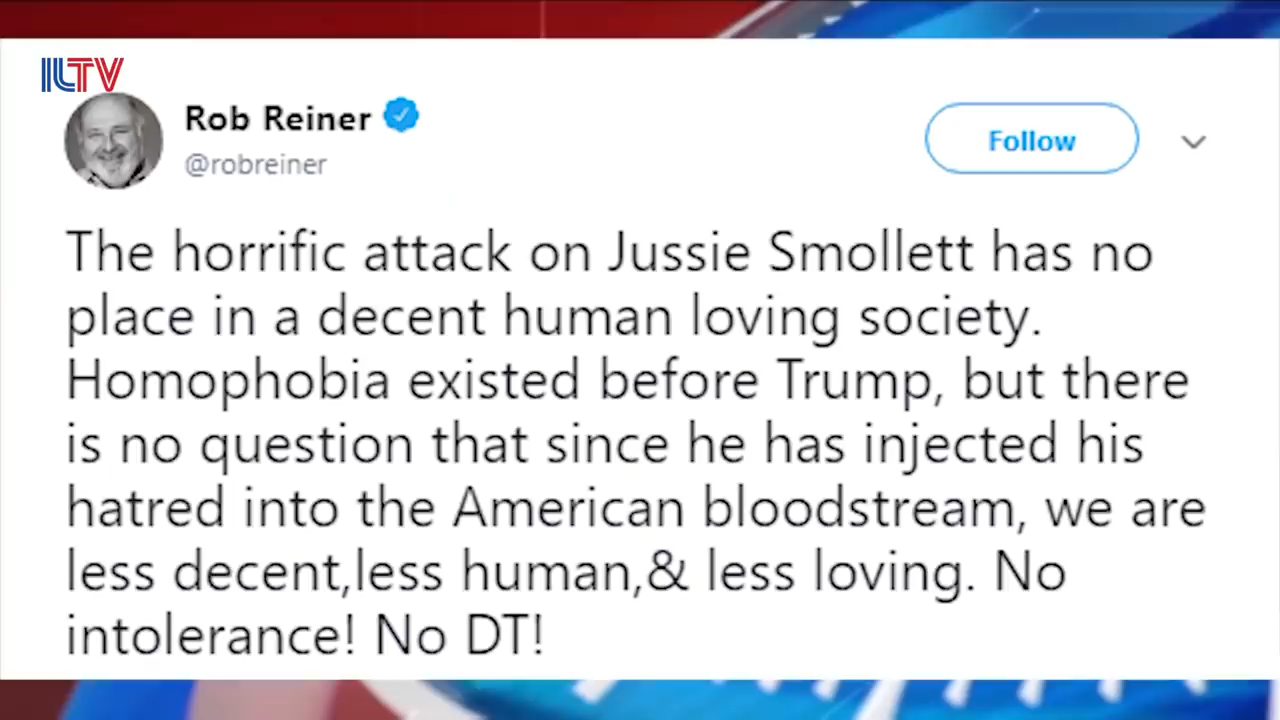 ILTV
Rob Reiner
@robreiner
Follow
The horrific attack on Jussie Smollett has no
place in a decent human loving society.
Homophobia existed before Trump, but there
is no question that since he has injected his
hatred into the American bloodstream, we are
less decent,less human,& less loving. No
intolerance! No DT!